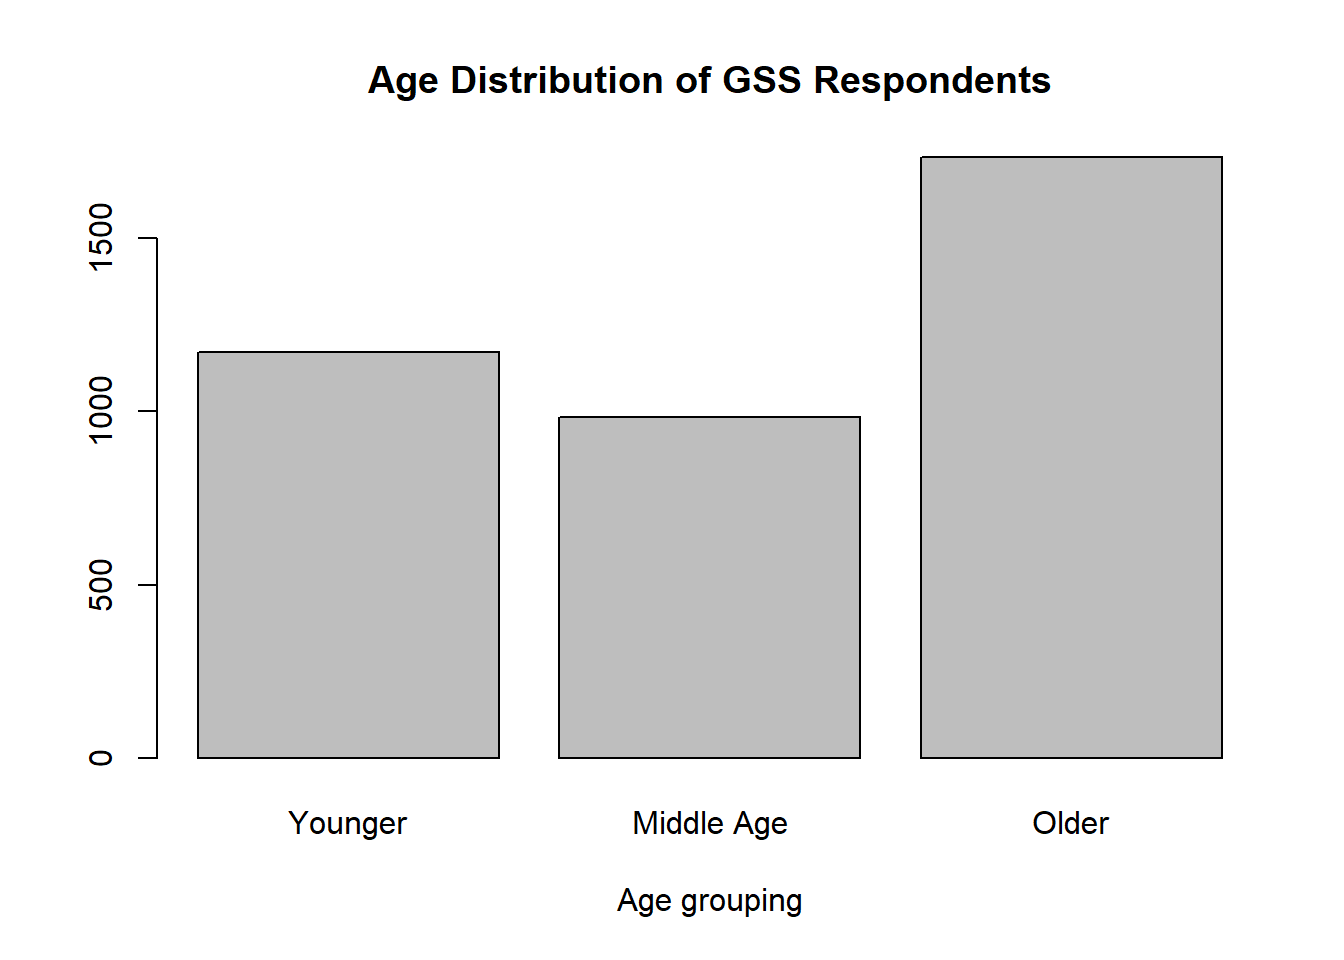 Age Distribution of GSS Respondents
1500
1000
500
0
Younger Middle Age Older
Age grouping